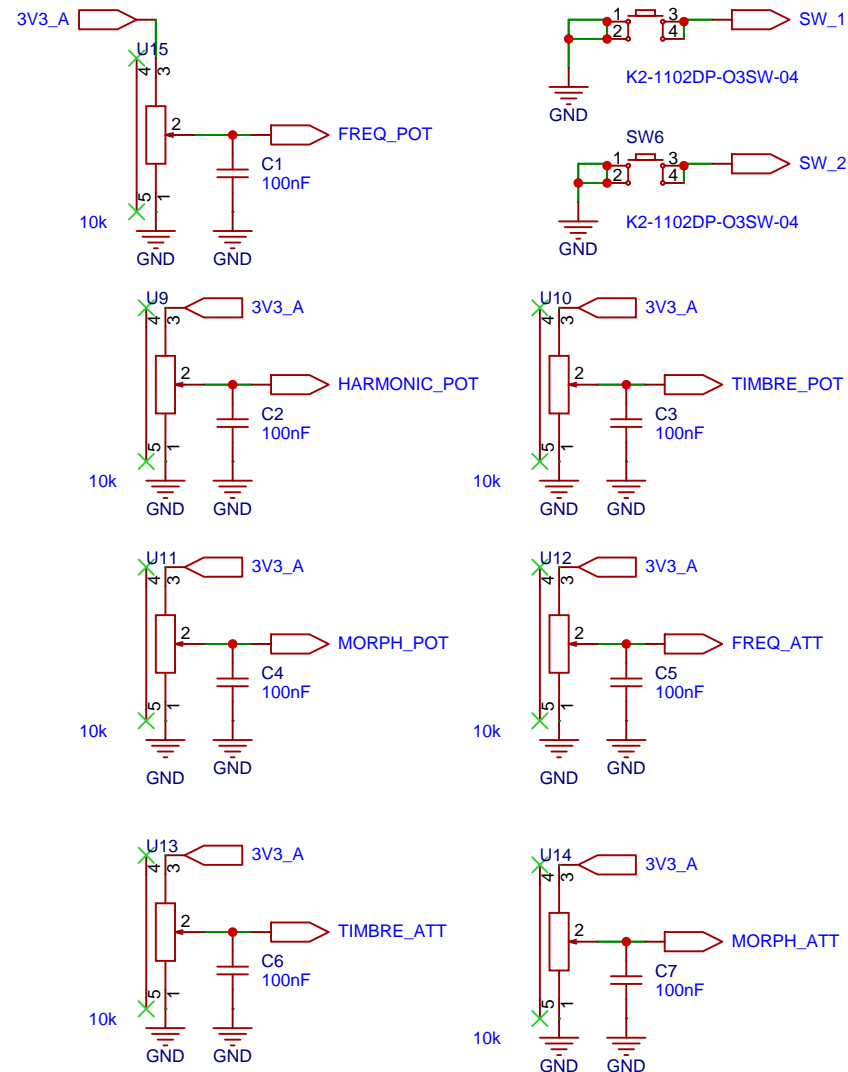 3V3_A
U15
4
3
2
FREQ_POT
C1
100nF
5
1
10k
GND
GND
1
2
3
4
SW_1
K2-1102DP-O3SW-04
GND
SW6
1
2
3
4
SW_2
K2-1102DP-O3SW-04
GND
U9
4
3
3V3_A
2
HARMONIC_POT
C2
100nF
5
1
10k
GND
GND
U10
4
3
3V3_A
2
TIMBRE_POT
C3
100nF
5
1
10k
GND
GND
U11
4
3
3V3_A
2
MORPH_POT
C4
100nF
5
1
10k
GND
GND
U12
4
3
3V3_A
2
FREQ_ATT
C5
100nF
5
1
10k
GND
GND
U13
4
3
3V3_A
2
TIMBRE_ATT
C6
100nF
5
1
10k
GND
GND
U14
4
3
3V3_A
2
MORPH_ATT
C7
100nF
5
1
10k
GND
GND